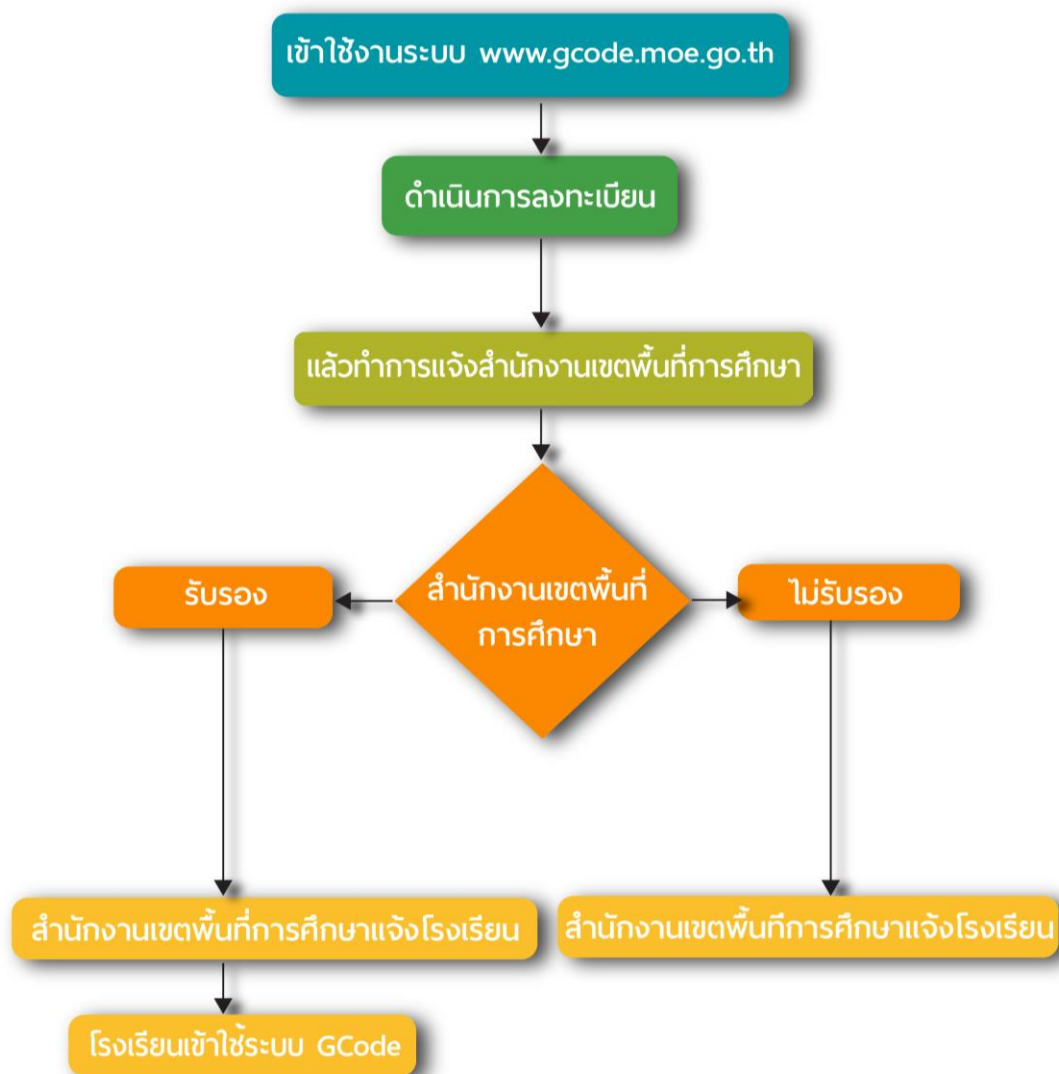 เข้าใช้งานระบบ www.gcode.moe.go.th
ดำเนินการลงทะเบียน
แล้วทำการแจ้งสำนักงานเขตพื้นที่การศึกษา
สำนักงานเขตพื้นที่
การศึกษา
รับรอง
ไม่รับรอง
สำนักงานเขตพื้นที่การศึกษาแจ้งโรงเรียน
สำนักงานเขตพื้นทีการศึกษาแจ้งโรงเรียน
โรงเรียนเข้าใช้ระบบ GCode